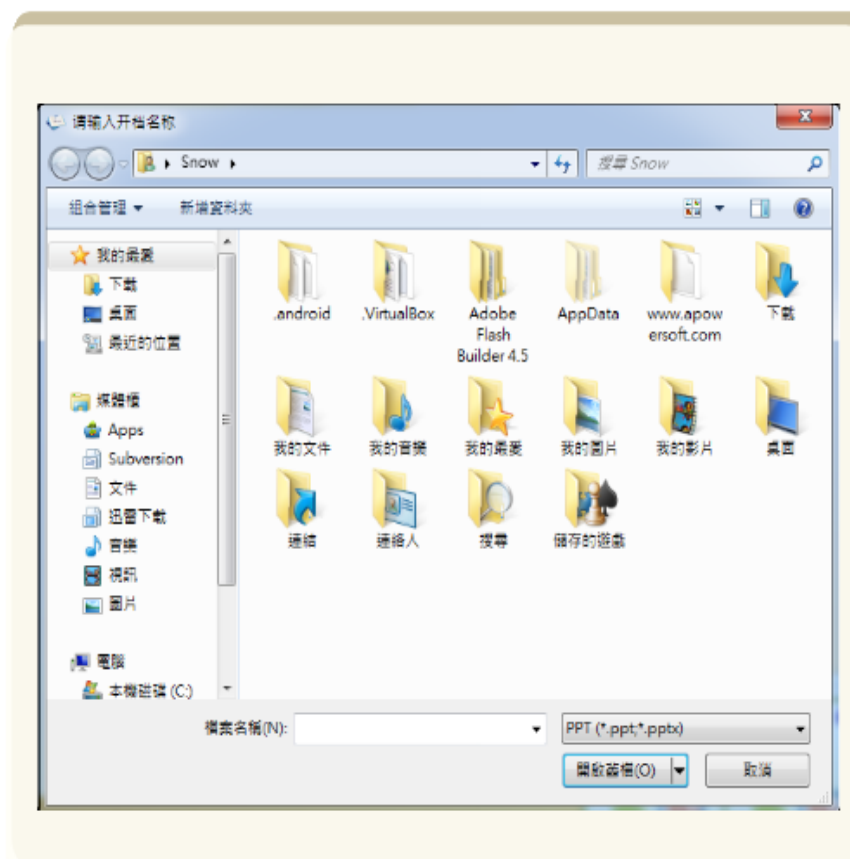 请输入开档名称
Snow
搜尋 Snow
組合管理
新增資料夾
我的最愛
下載
桌面
最近的位置
媒體櫃
Apps
Subversion
文件
迅雷下載
音樂
視訊
圖片
電腦
本機磁碟 (C:)
.android
.VirtualBox
Adobe
Flash
Builder 4.5
AppData
www.apow
ersoft.com
下載
我的文件
我的音樂
我的最愛
我的圖片
我的影片
桌面
連結
連絡人
搜尋
儲存的遊戲
檔案名稱(N):
PPT (*.ppt;*.pptx)
開啟舊檔(O)
取消